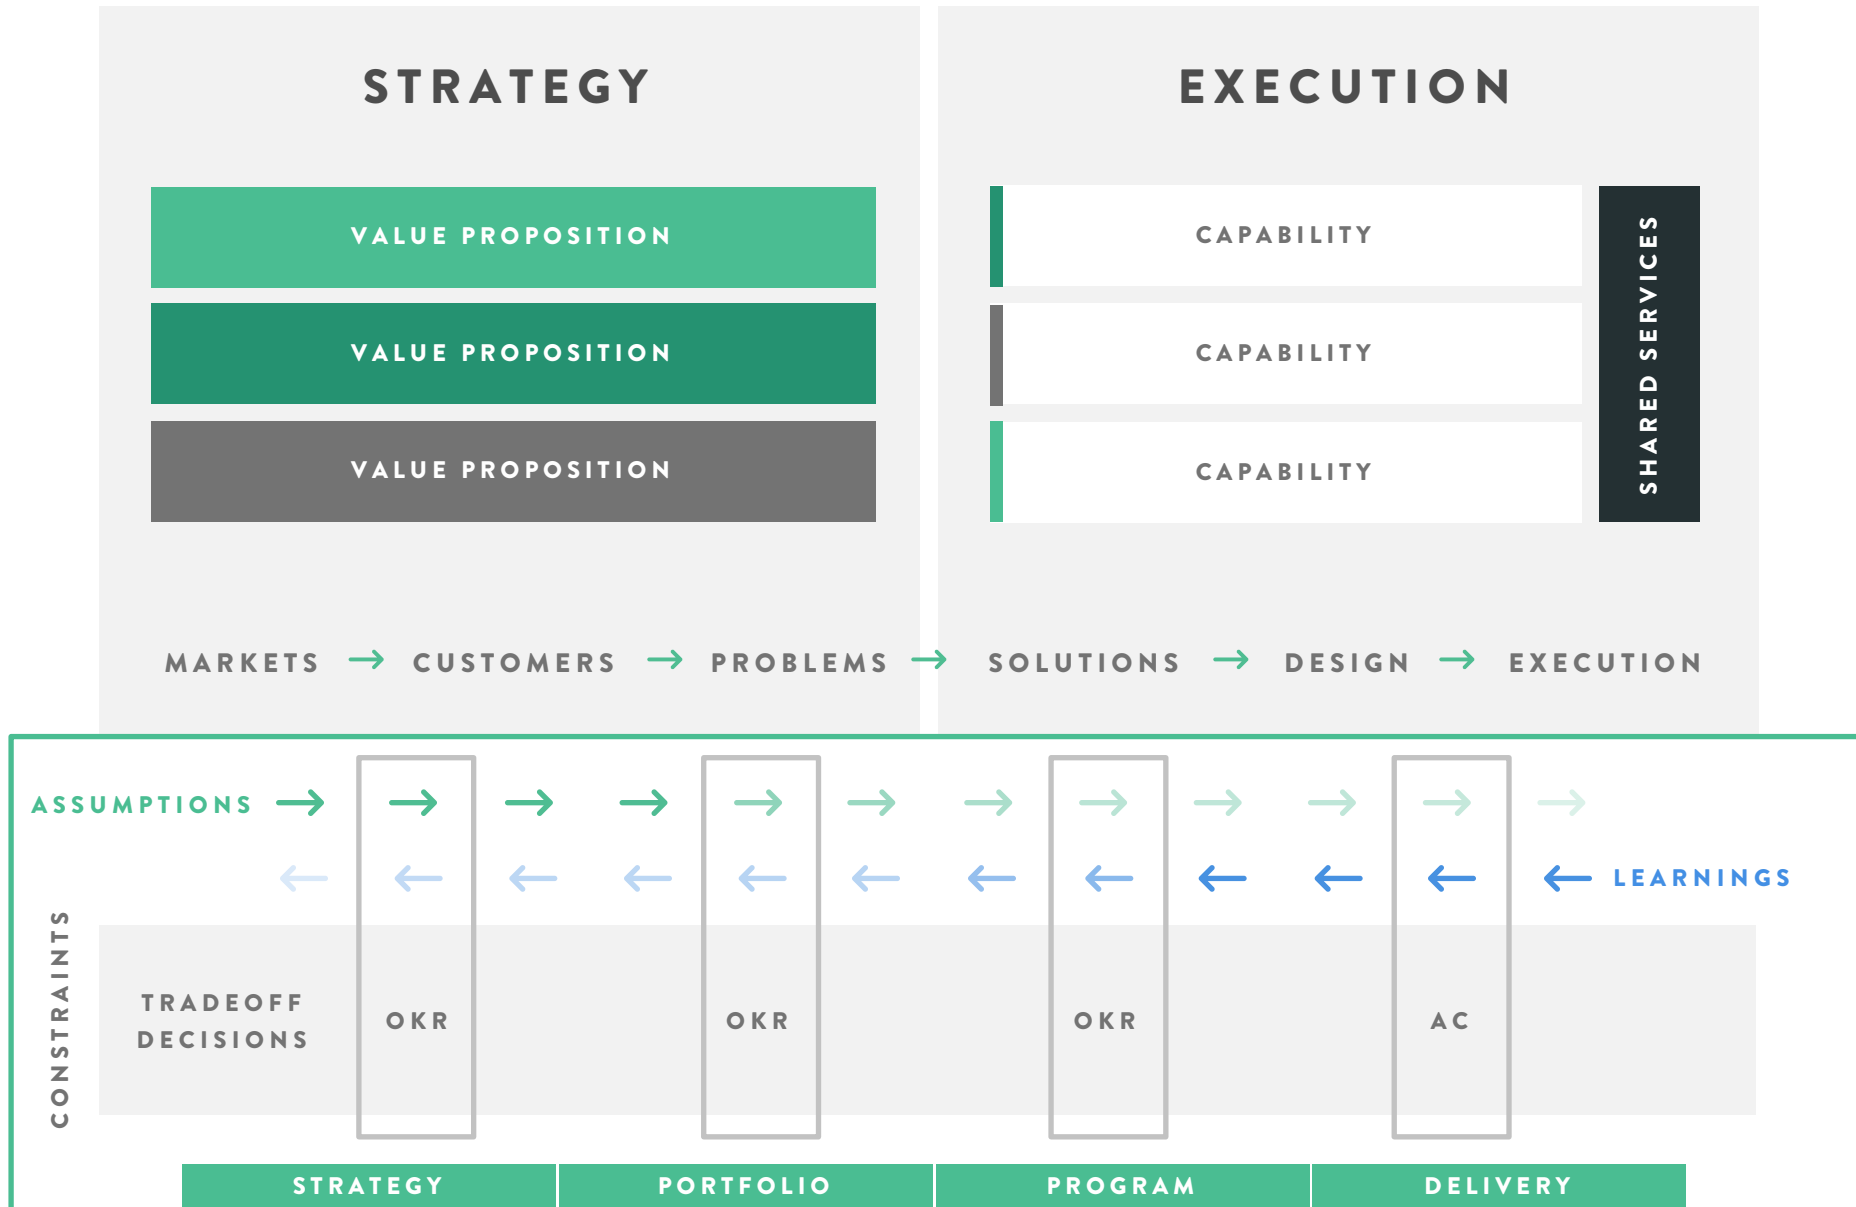 STRATEGY
VALUE PROPOSITION
VALUE PROPOSITION
VALUE PROPOSITION
EXECUTION
CAPABILITY
CAPABILITY
CAPABILITY
SHARED SERVICES
MARKETS → CUSTOMERS → PROBLEMS → SOLUTIONS → DESIGN → EXECUTION
ASSUMPTIONS
LEARNINGS
CONSTRAINTS
TRADEOFF
DECISIONS
OKR
OKR
OKR
AC
STRATEGY
PORTFOLIO
PROGRAM
DELIVERY